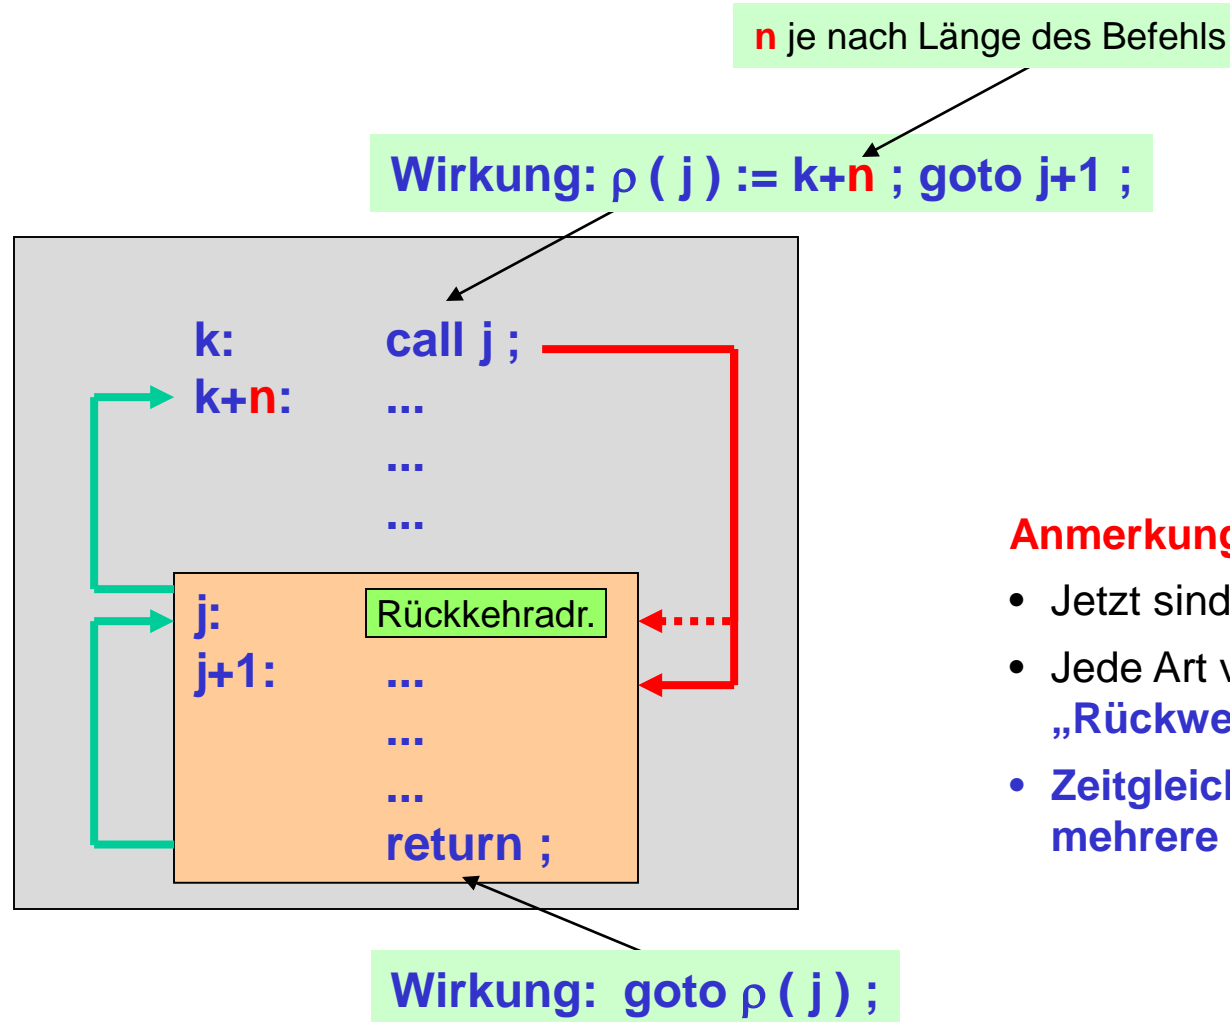 n je nach Länge des Befehls
Wirkung: ρ ( j ) := k+n ; goto j+1 ;
k: call j ;
k+n: ...
...
...
j: Rückkehradr.
j+1: ...
...
...
return ;
Wirkung: goto ρ ( j ) ;
Anmerkung
• Jetzt sind
• Jede Art
„Rückwe
• Zeitgleich
mehrere